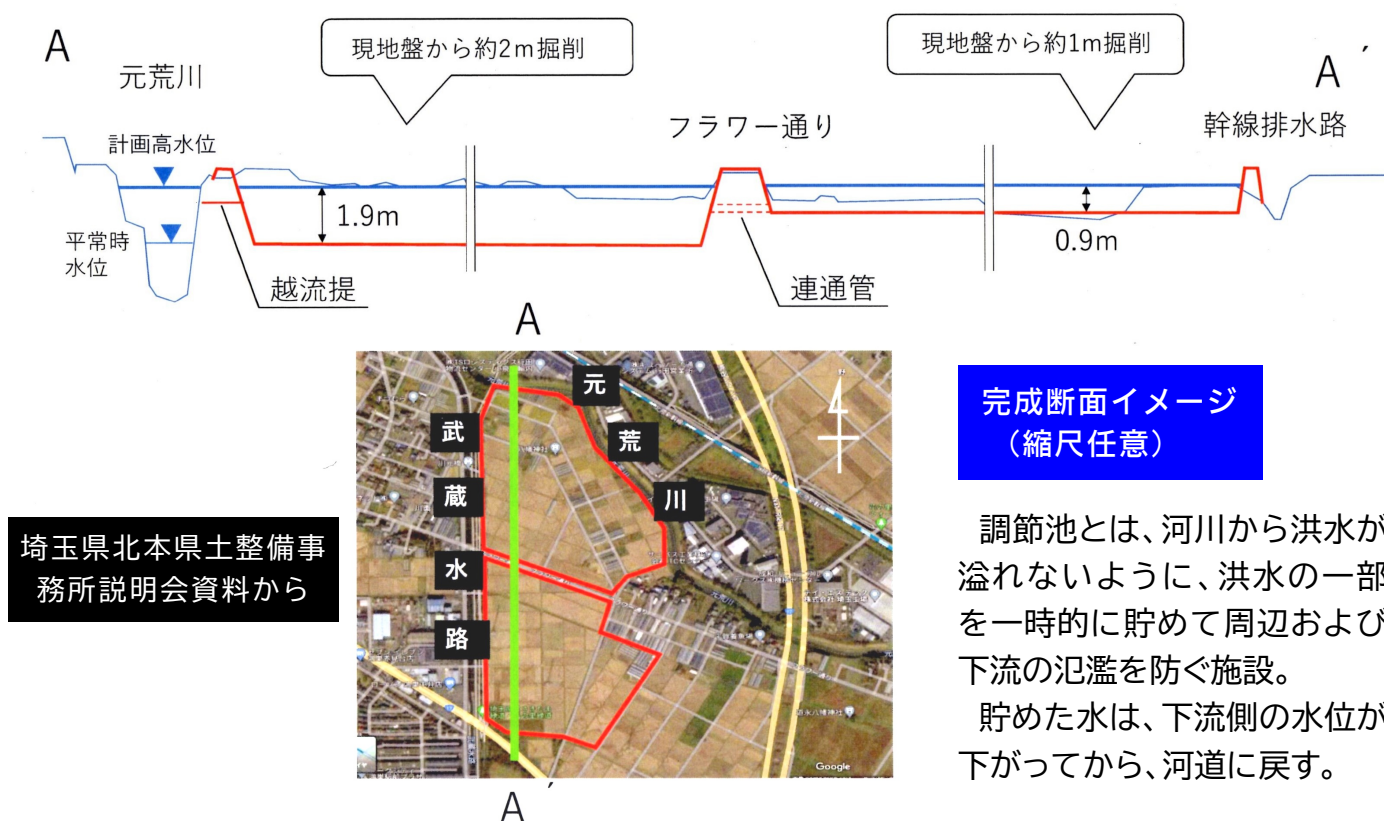 A
元荒川
現地盤から約2m掘削
現地盤から約1m掘削
A´
計画高水位
フラワー通り
幹線排水路
1.9m
0.9m
平常時
水位
越流提
連通管
A
元
荒
川
武
蔵
水
路
八幡神社
Google
A´
完成断面イメージ
(縮尺任意)
埼玉県北本県土整備事
務所説明会資料から
調節池とは、河川から洪水が
溢れないように、洪水の一部
を一時的に貯めて周辺および
下流の氾濫を防ぐ施設。
貯めた水は、下流側の水位が
下がってから、河道に戻す。